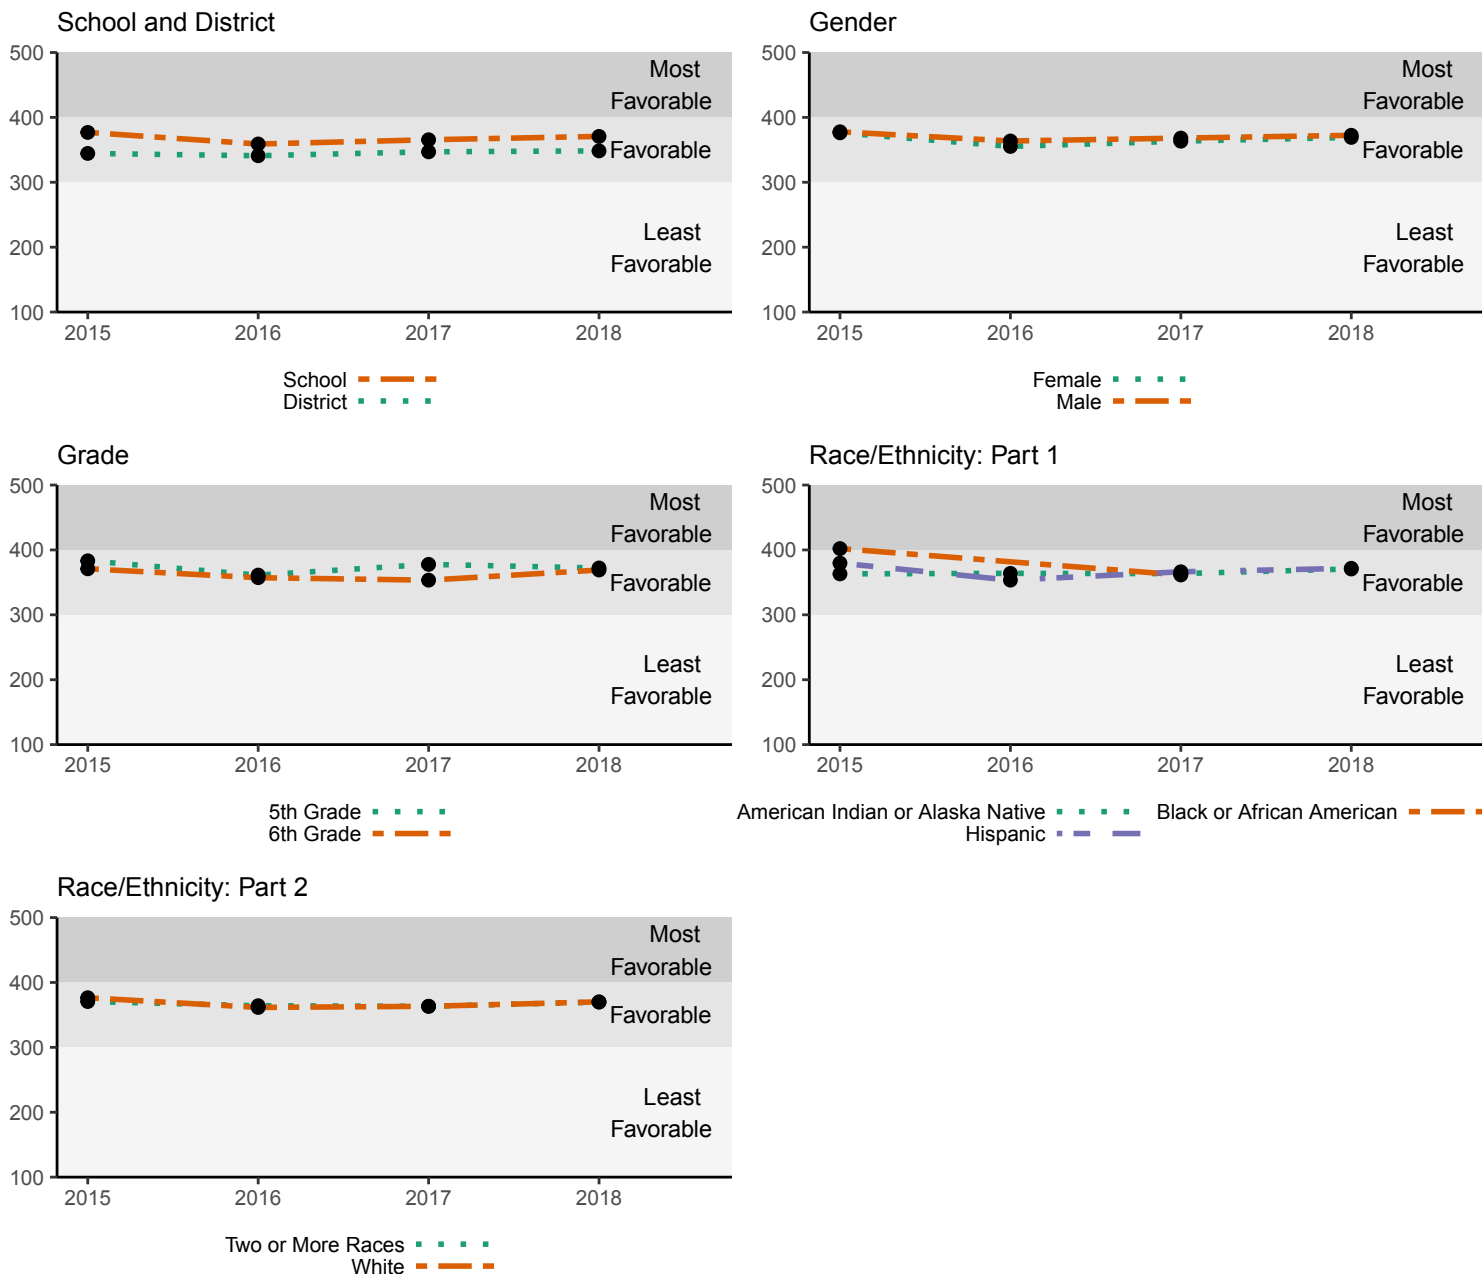 School and District
500
400
300
200
100
Most
Favorable
Favorable
Least
Favorable
2015 2016 2017 2018
School
District
Gender
500
400
300
200
100
Most
Favorable
Favorable
Least
Favorable
2015 2016 2017 2018
Female
Male
Grade
500
400
300
200
100
Most
Favorable
Favorable
Least
Favorable
2015 2016 2017 2018
5th Grade
6th Grade
Race/Ethnicity: Part 1
500
400
300
200
100
Most
Favorable
Favorable
Least
Favorable
2015 2016 2017 2018
American Indian or Alaska Native Black or African American
Hispanic
Race/Ethnicity: Part 2
500
400
300
200
100
Most
Favorable
Favorable
Least
Favorable
2015 2016 2017 2018
Two or More Races
White